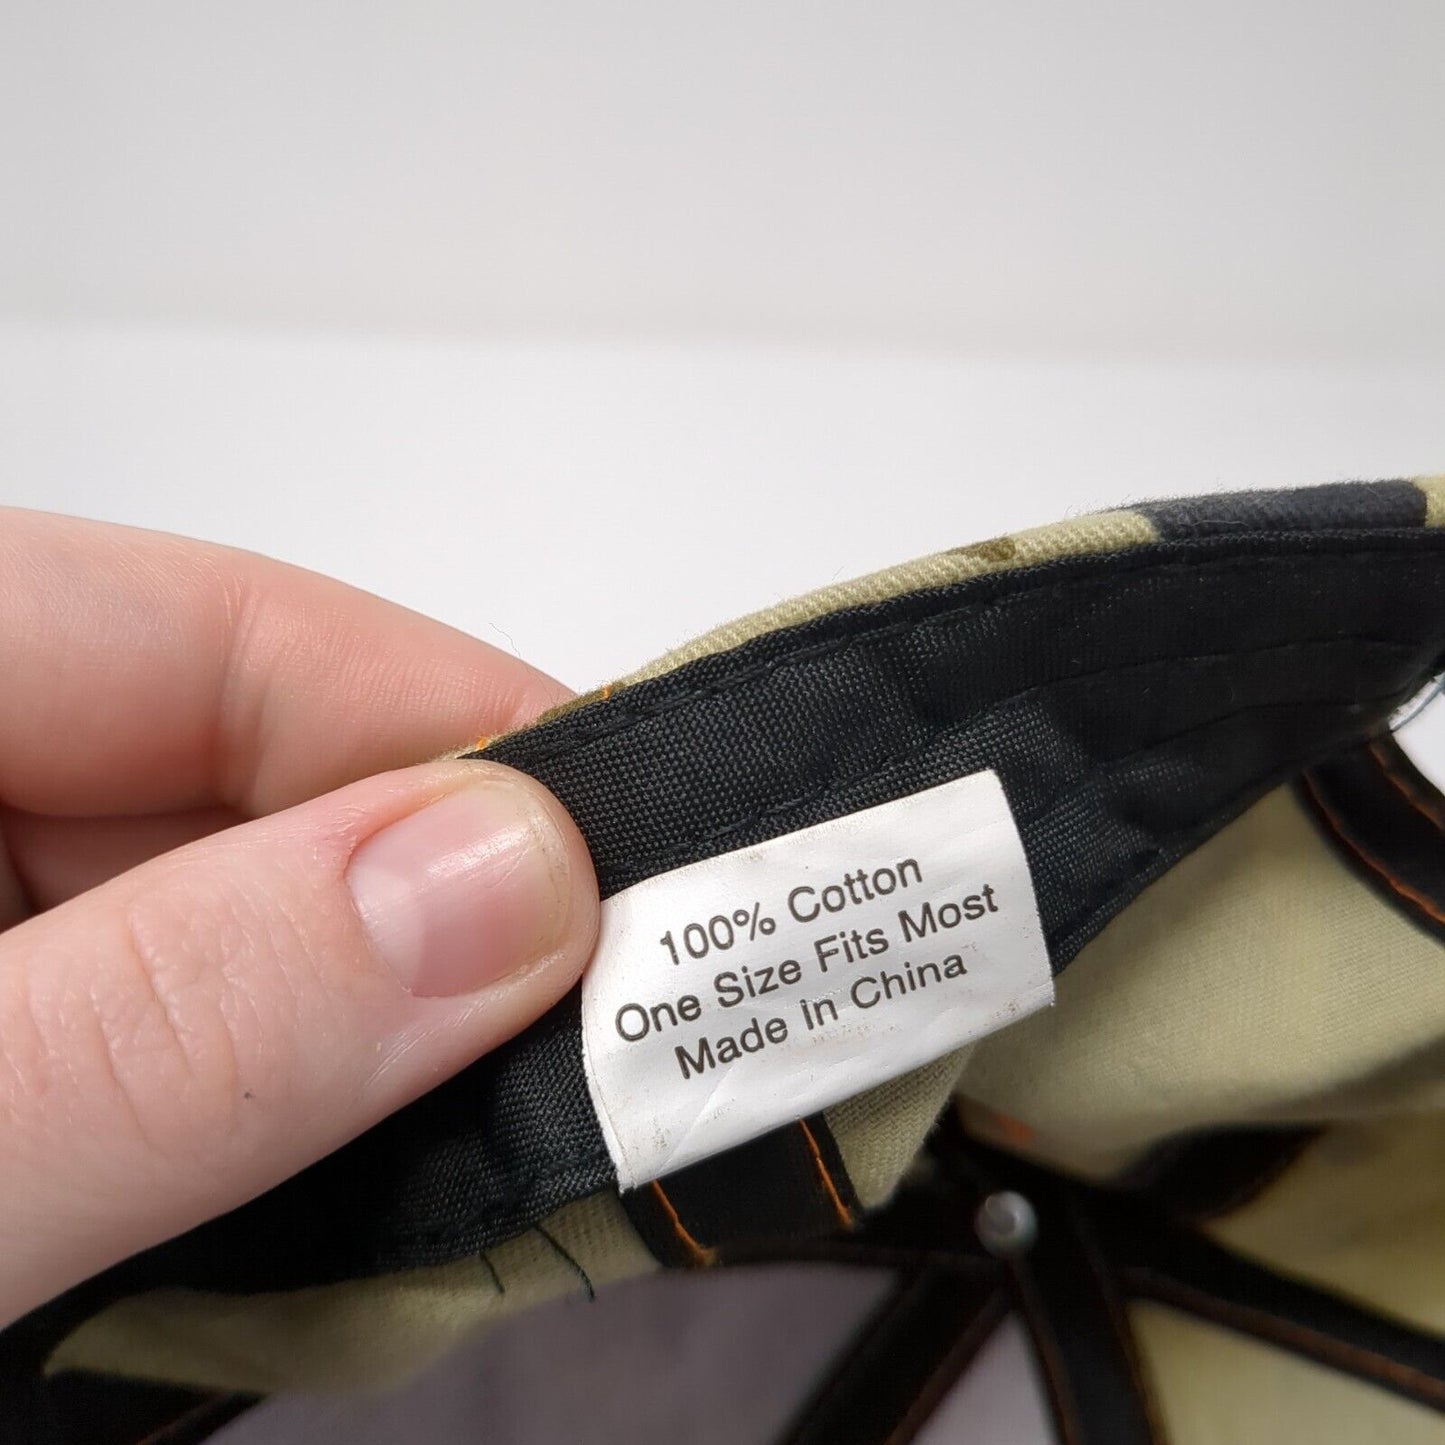 100% Cotton
One Size Fits Most
Made In China